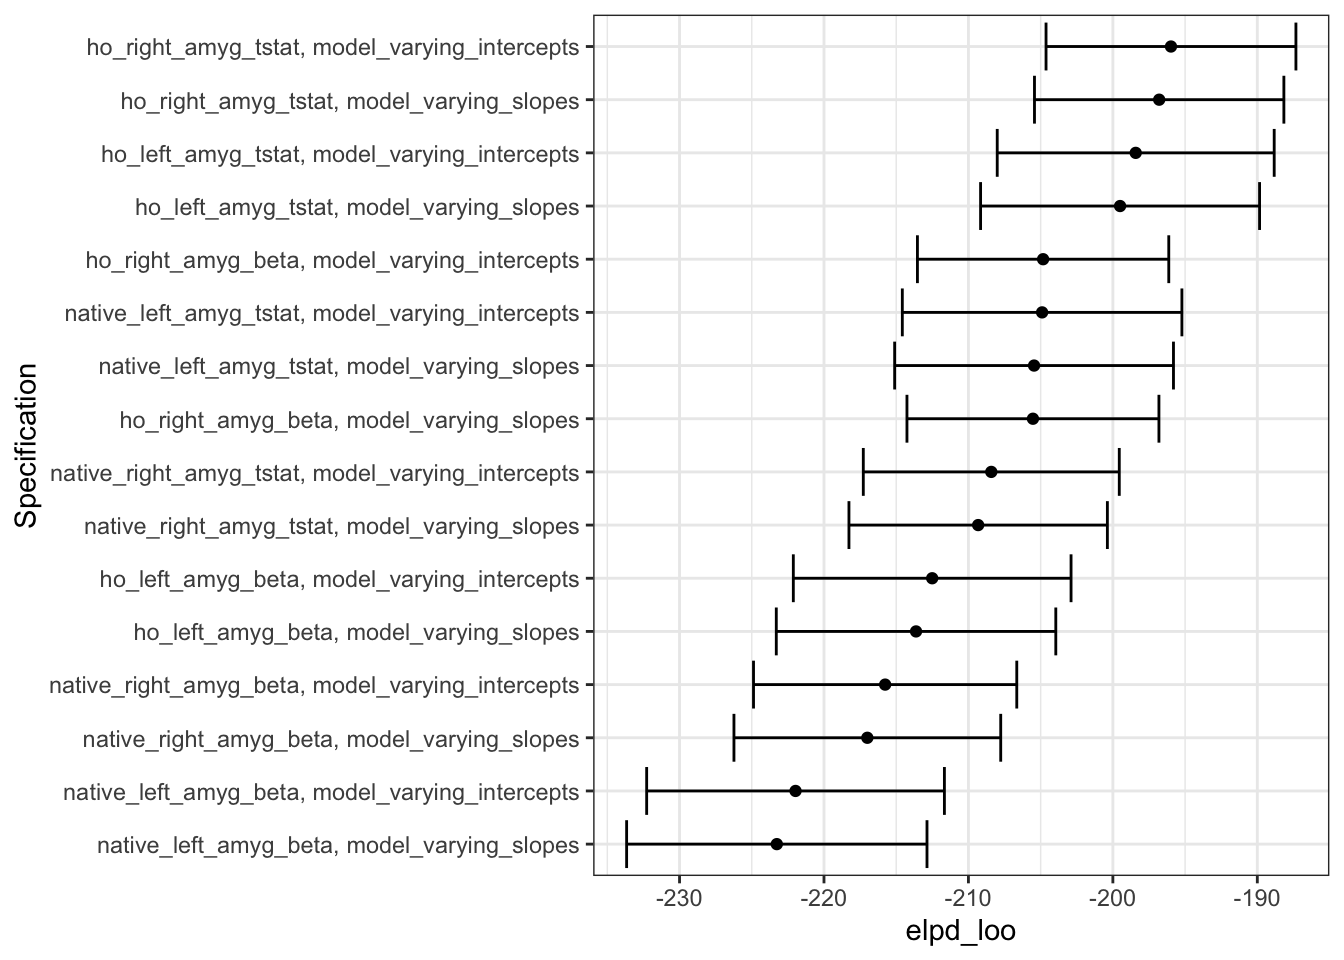 ho_right_amyg_tstat, model_varying_intercepts
ho_right_amyg_tstat, model_varying_slopes
ho_left_amyg_tstat, model_varying_intercepts
ho_left_amyg_tstat, model_varying_slopes
ho_right_amyg_beta, model_varying_intercepts
native_left_amyg_tstat, model_varying_intercepts
native_left_amyg_tstat, model_varying_slopes
ho_right_amyg_beta, model_varying_slopes
native_right_amyg_tstat, model_varying_intercepts
native_right_amyg_tstat, model_varying_slopes
ho_left_amyg_beta, model_varying_intercepts
ho_left_amyg_beta, model_varying_slopes
native_right_amyg_beta, model_varying_intercepts
native_right_amyg_beta, model_varying_slopes
native_left_amyg_beta, model_varying_intercepts
native_left_amyg_beta, model_varying_slopes
Specification
-230 -220 -210 -200 -190
elpd_loo